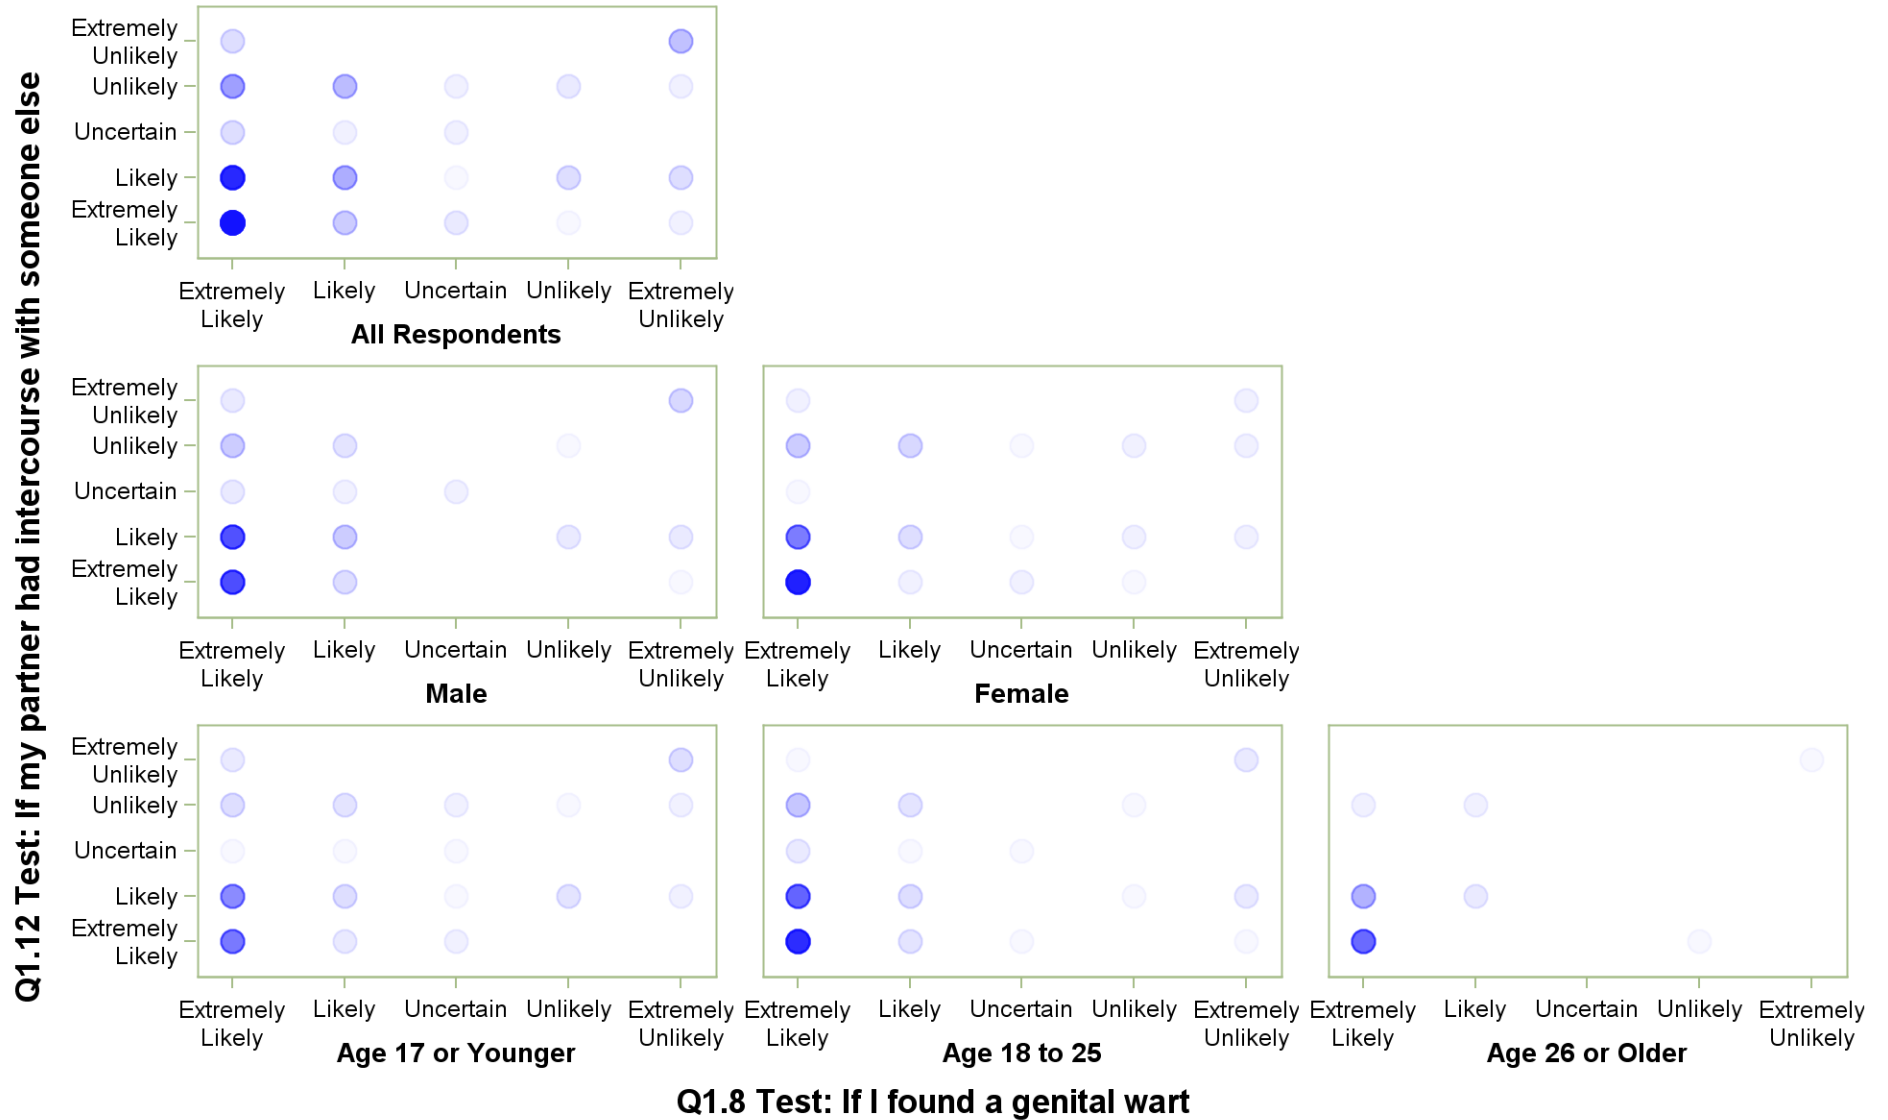 Q1.12 Test: If my partner had intercourse with someone else
Extremely
Unlikely
Unlikely
Uncertain
Likely
Extremely
Likely
Extremely Likely Uncertain Unlikely Extremely
Likely Unlikely
All Respondents
Extremely
Unlikely
Unlikely
Uncertain
Likely
Extremely
Likely
Extremely Likely Uncertain Unlikely Extremely Extremely Likely Uncertain Unlikely Extremely
Likely Unlikely Likely Unlikely
Male Female
Extremely
Unlikely
Unlikely
Uncertain
Likely
Extremely
Likely
Extremely Likely Uncertain Unlikely Extremely Extremely Likely Uncertain Unlikely Extremely Extremely Likely Uncertain Unlikely Extremely
Likely Unlikely Likely Unlikely Likely Unlikely
Age 17 or Younger Age 18 to 25 Age 26 or Older
Q1.8 Test: If I found a genital wart